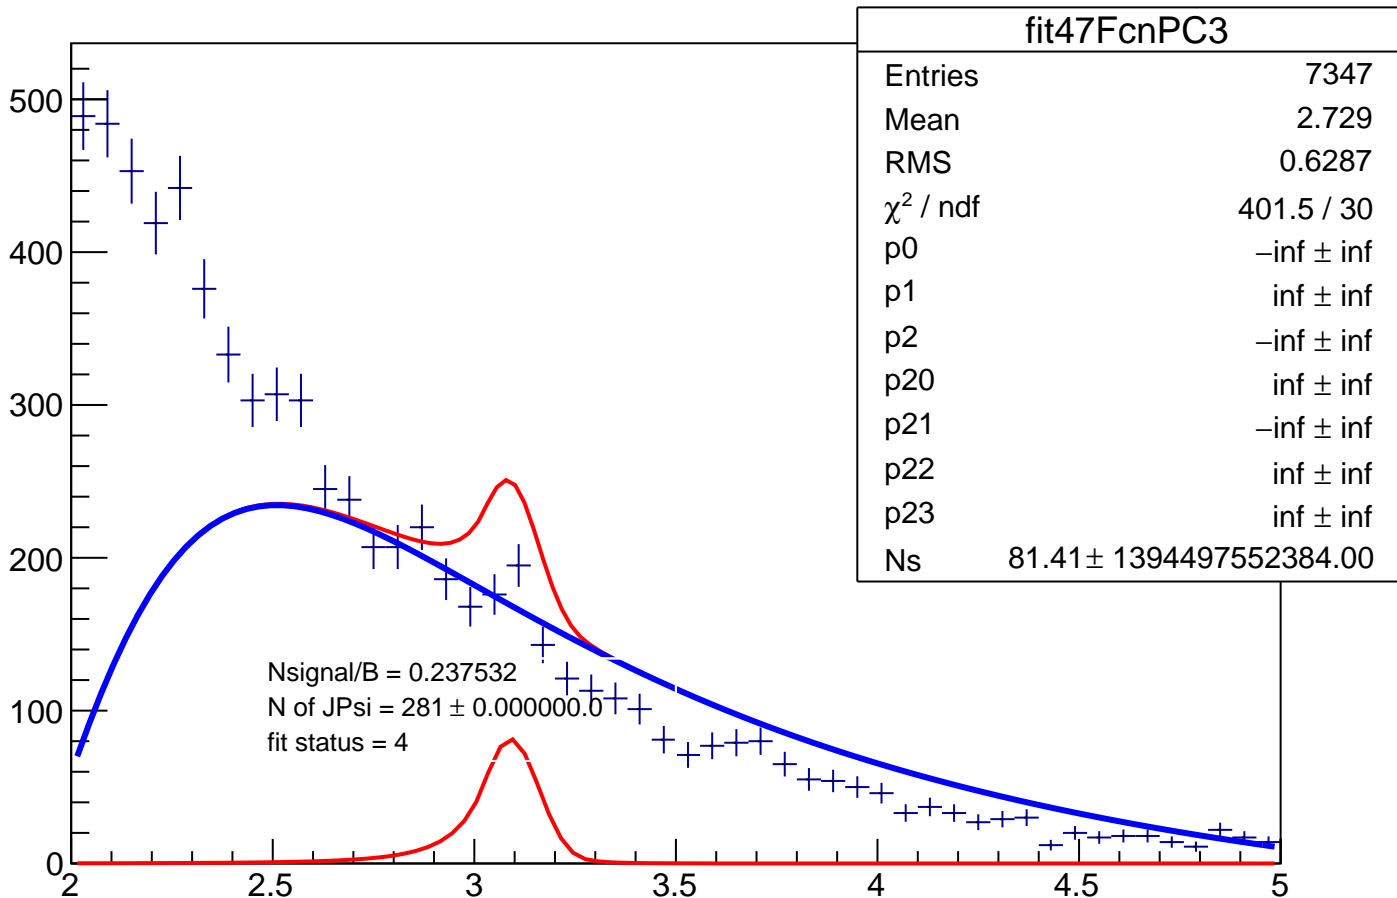 fit47FcnPC3
Entries 7347
Mean 2.729
RMS 0.6287
χ² / ndf 401.5 / 30
p0 −inf ± inf
p1 inf ± inf
p2 −inf ± inf
p20 inf ± inf
p21 −inf ± inf
p22 inf ± inf
p23 inf ± inf
Ns 81.41± 1394497552384.00
500
400
300
200
100
0
Nsignal/B = 0.237532
N of JPsi = 281 ± 0.000000.0
fit status = 4
2 2.5 3 3.5 4 4.5 5